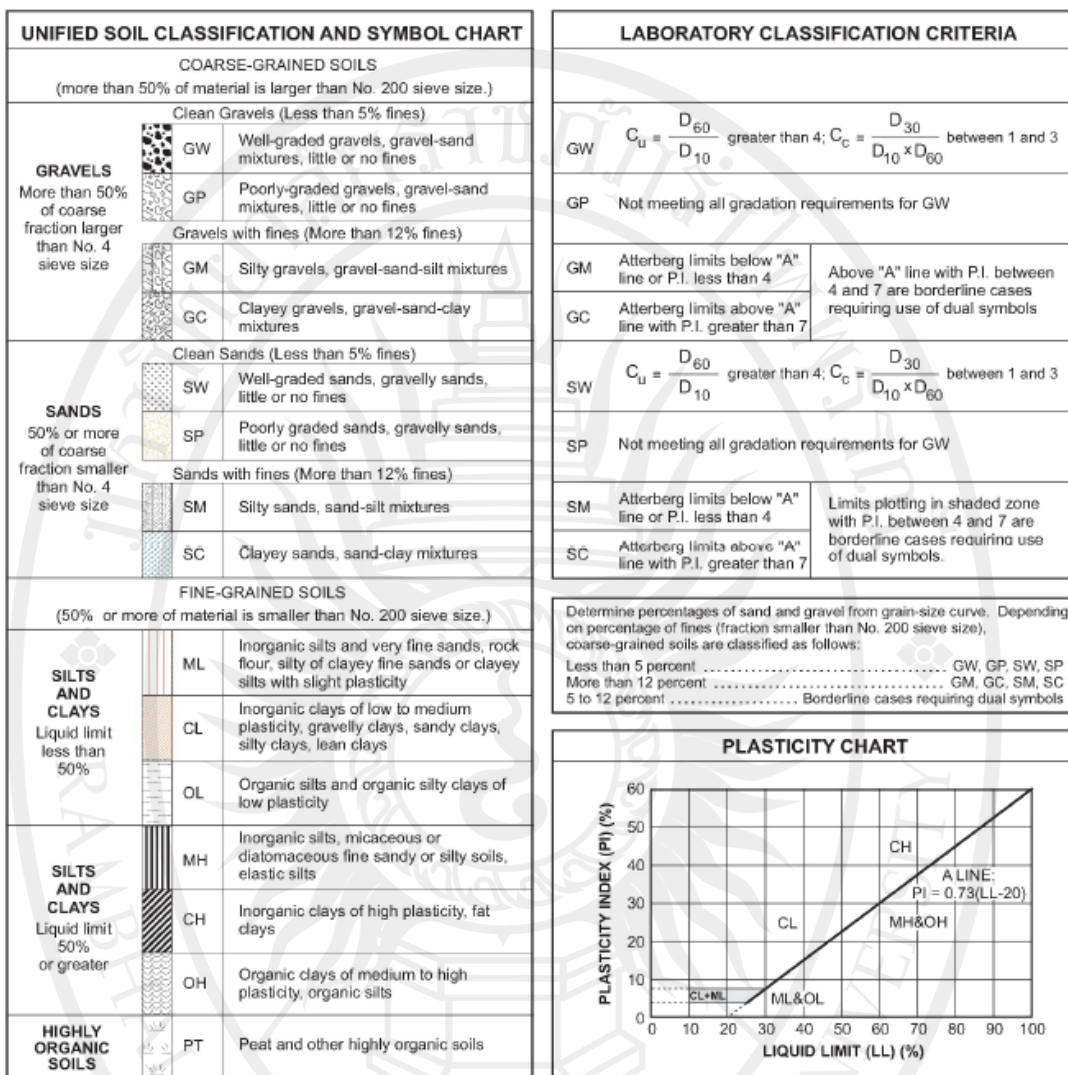 UNIFIED SOIL CLASSIFICATION AND SYMBOL CHART
COARSE-GRAINED SOILS
(more than 50% of material is larger than No. 200 sieve size.)
Clean Gravels (Less than 5% fines)
GRAVELS
More than 50%
of coarse
fraction larger
than No. 4
sieve size
GW
Well-graded gravels, gravel-sand
mixtures, little or no fines
GP
Poorly-graded gravels, gravel-sand
mixtures, little or no fines
Gravels with fines (More than 12% fines)
GM
Silty gravels, gravel-sand-silt mixtures
GC
Clayey gravels, gravel-sand-clay
mixtures
Clean Sands (Less than 5% fines)
SANDS
50% or more
of coarse
fraction smaller
than No. 4
sieve size
SW
Well-graded sands, gravelly sands,
little or no fines
SP
Poorly graded sands, gravelly sands,
little or no fines
Sands with fines (More than 12% fines)
SM
Silty sands, sand-silt mixtures
SC
Clayey sands, sand-clay mixtures
FINE-GRAINED SOILS
(50% or more of material is smaller than No. 200 sieve size.)
SILTS
AND
CLAYS
Liquid limit
less than
50%
ML
Inorganic silts and very fine sands, rock
flour, silty of clayey fine sands or clayey
silts with slight plasticity
CL
Inorganic clays of low to medium
plasticity, gravelly clays, sandy clays,
silty clays, lean clays
OL
Organic silts and organic silty clays of
low plasticity
SILTS
AND
CLAYS
Liquid limit
50%
or greater
MH
Inorganic silts, micaceous or
diatomaceous fine sandy or silty soils,
elastic silts
CH
Inorganic clays of high plasticity, fat
clays
OH
Organic clays of medium to high
plasticity, organic silts
HIGHLY
ORGANIC
SOILS
PT
Peat and other highly organic soils
LABORATORY CLASSIFICATION CRITERIA
GW
Cu = D60 / D10 greater than 4; Cc = D30 / D10 x D60 between 1 and 3
GP
Not meeting all gradation requirements for GW
GM
Atterberg limits below "A"
line or P.I. less than 4
GC
Atterberg limits above "A"
line with P.I. greater than 7
Above "A" line with P.I. between
4 and 7 are borderline cases
requiring use of dual symbols
SW
Cu = D60 / D10 greater than 4; Cc = D30 / D10 x D60 between 1 and 3
SP
Not meeting all gradation requirements for GW
SM
Atterberg limits below "A"
line or P.I. less than 4
SC
Atterberg limits above "A"
line with P.I. greater than 7
Limits plotting in shaded zone
with P.I. between 4 and 7 are
borderline cases requiring use
of dual symbols.
Determine percentages of sand and gravel from grain-size curve. Depending
on percentage of fines (fraction smaller than No. 200 sieve size),
coarse-grained soils are classified as follows:
Less than 5 percent ........................................ GW, GP, SW, SP
More than 12 percent .................................... GM, GC, SM, SC
5 to 12 percent ................... Borderline cases requiring dual symbols
PLASTICITY CHART
PLASTICITY INDEX (PI) (%)
60
50
40
30
20
10
0
CH
A LINE:
PI = 0.73(LL-20)
CL
MH&OH
CL+ML
ML&OL
0 10 20 30 40 50 60 70 80 90 100
LIQUID LIMIT (LL) (%)